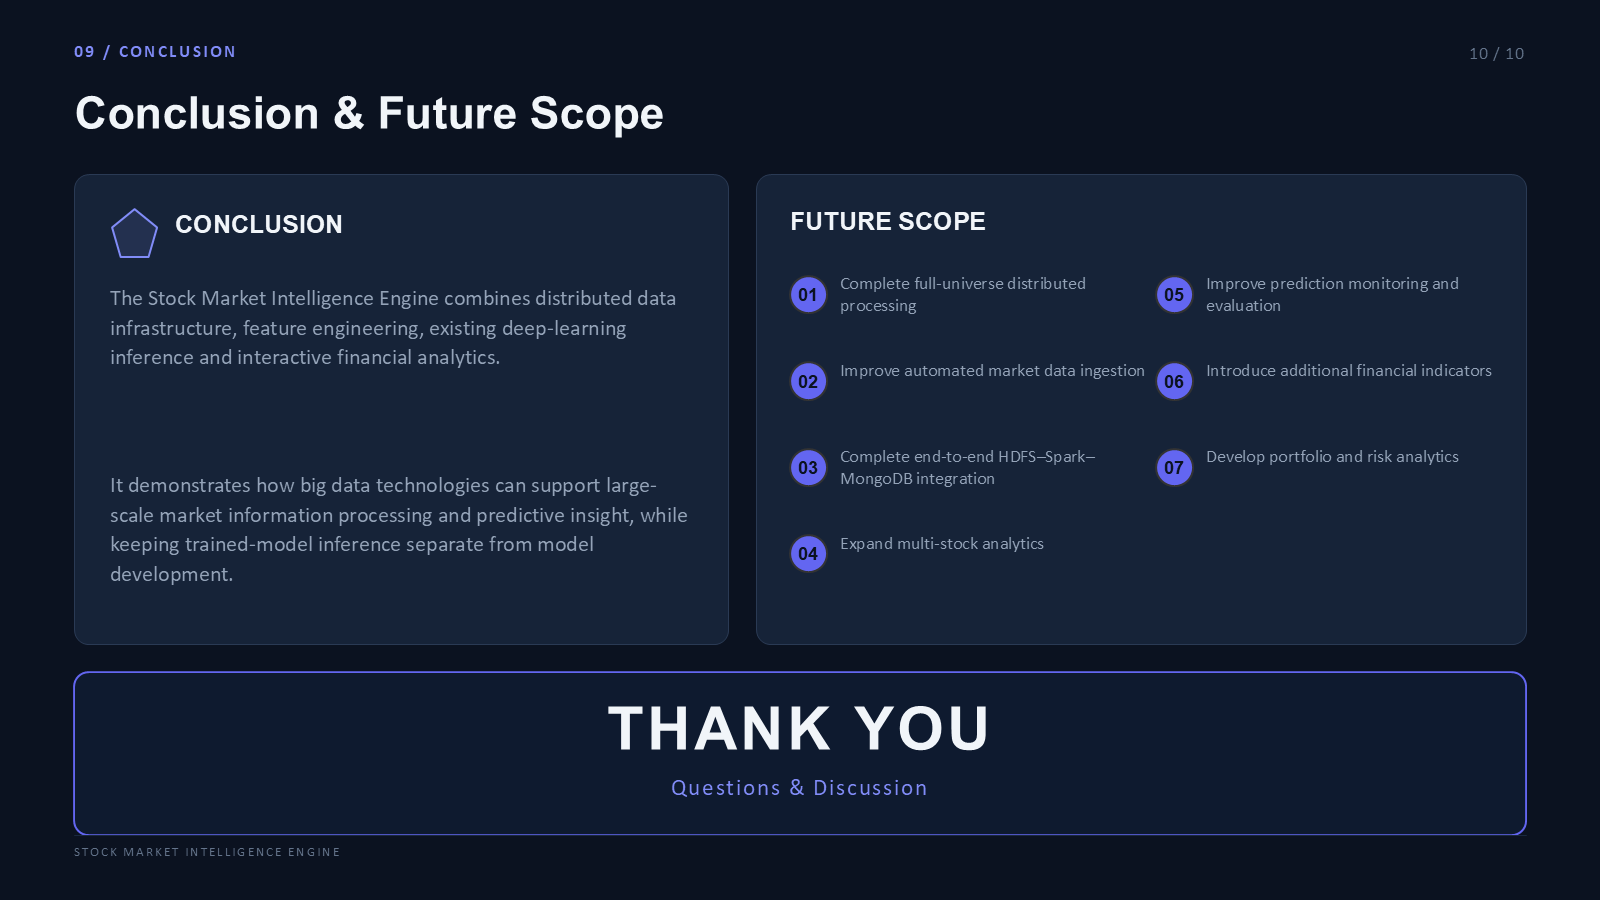 09 / CONCLUSION
10 / 10
Conclusion & Future Scope
CONCLUSION
The Stock Market Intelligence Engine combines distributed data
infrastructure, feature engineering, existing deep-learning
inference and interactive financial analytics.
It demonstrates how big data technologies can support large-
scale market information processing and predictive insight, while
keeping trained-model inference separate from model
development.
FUTURE SCOPE
01 Complete full-universe distributed
processing
02 Improve automated market data ingestion
03 Complete end-to-end HDFS–Spark–
MongoDB integration
04 Expand multi-stock analytics
05 Improve prediction monitoring and
evaluation
06 Introduce additional financial indicators
07 Develop portfolio and risk analytics
THANK YOU
Questions & Discussion
STOCK MARKET INTELLIGENCE ENGINE